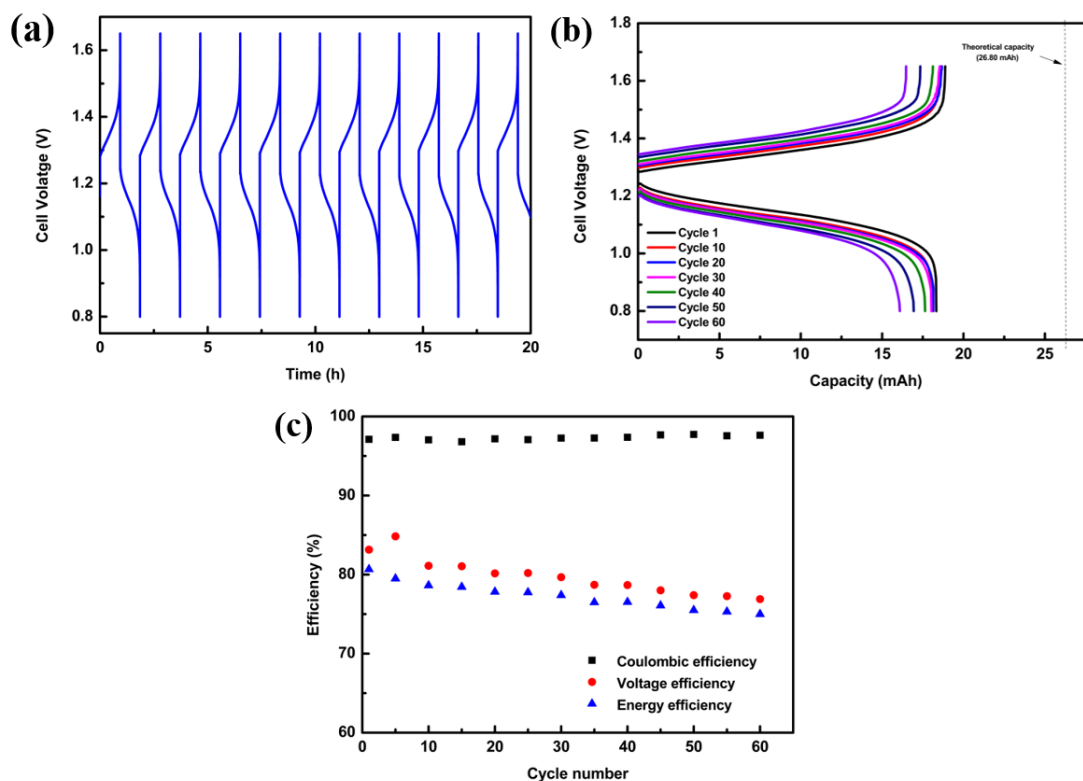 (a)
1.6
1.4
1.2
1.0
0.8
Cell Volatge (V)
0 5 10 15 20
Time (h)
(b)
1.8
1.6
1.4
1.2
1.0
0.8
Cell Voltage (V)
Theoretical capacity
(26.80 mAh)
Cycle 1
Cycle 10
Cycle 20
Cycle 30
Cycle 40
Cycle 50
Cycle 60
0 5 10 15 20 25
Capacity (mAh)
(c)
100
90
80
70
60
Efficiency (%)
Coulombic efficiency
Voltage efficiency
Energy efficiency
0 10 20 30 40 50 60
Cycle number